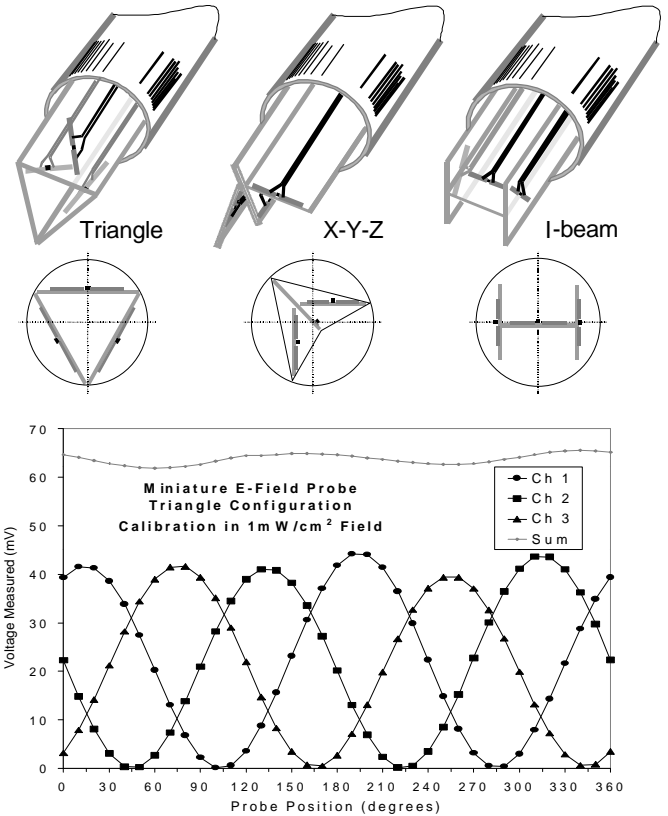 Triangle X-Y-Z I-beam
70
60
50
40
30
20
10
0
Voltage Measured (mV)
Miniature E-Field Probe
Triangle Configuration
Calibration in 1mW/cm² Field
Ch 1
Ch 2
Ch 3
Sum
0 30 60 90 120 150 180 210 240 270 300 330 360
Probe Position (degrees)